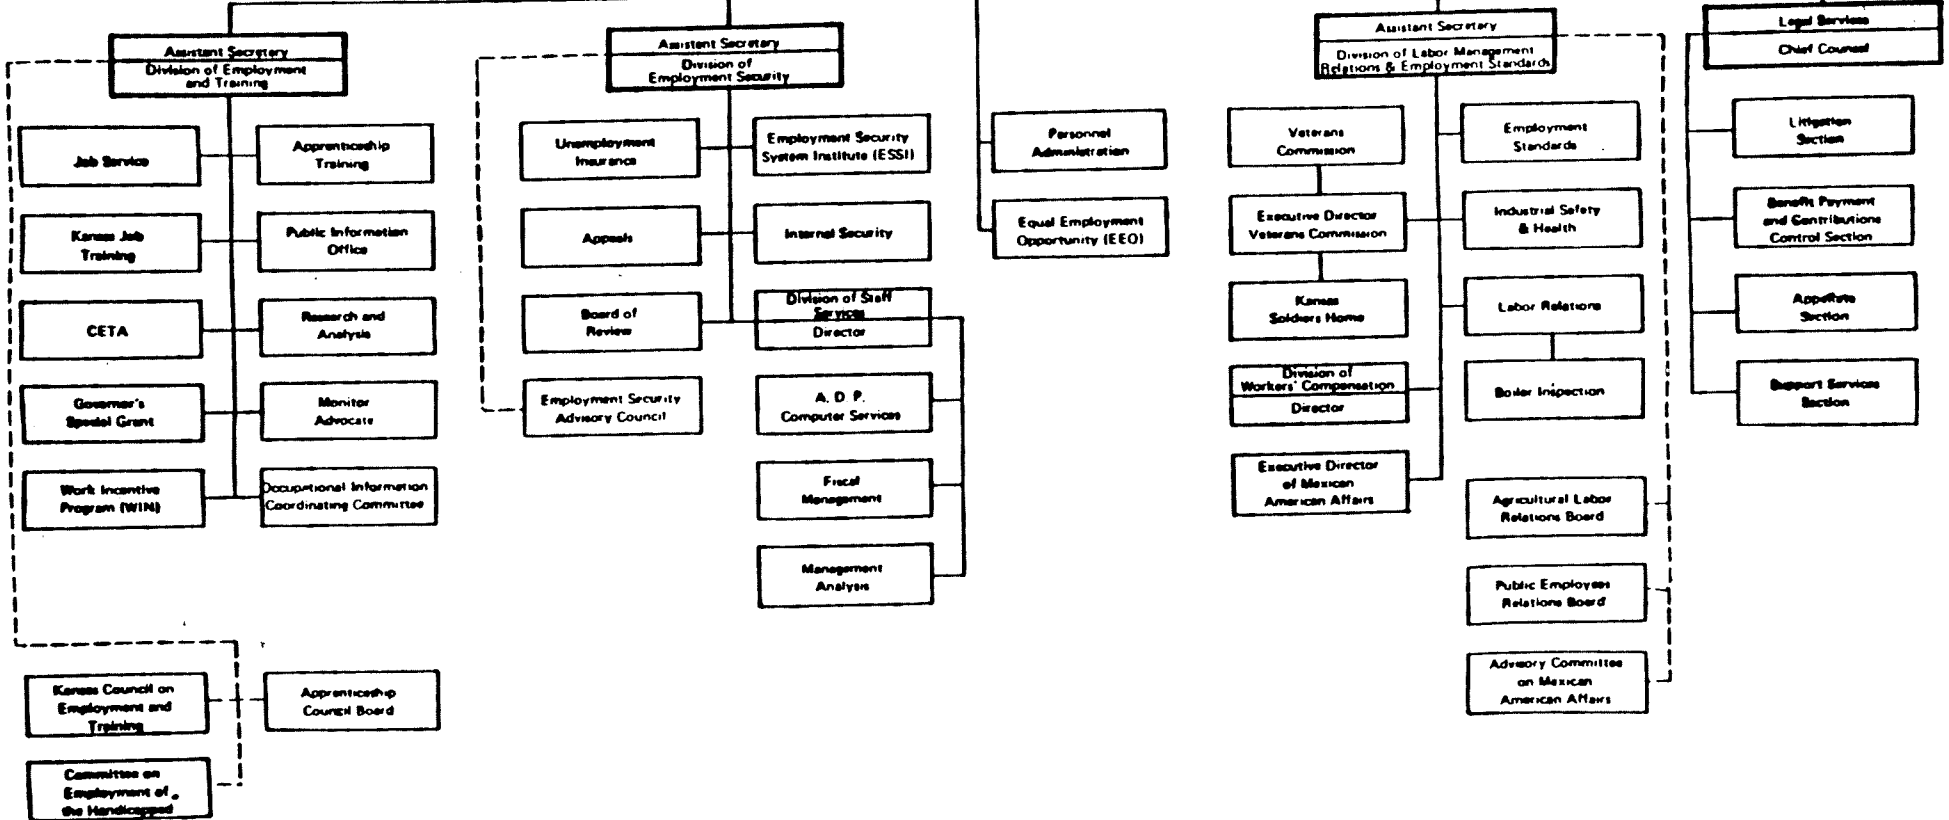 Assistant Secretary
Division of Employment
and Training
Job Service
Apprenticeship
Training
Kansas Job
Training
Public Information
Office
CETA
Research and
Analysis
Governor's
Special Grant
Monitor
Advocate
Work Incentive
Program (WIN)
Occupational Information
Coordinating Committee
Kansas Council on
Employment and
Training
Apprenticeship
Council Board
Committee on
Employment of
the Handicapped
Assistant Secretary
Division of
Employment Security
Unemployment
Insurance
Employment Security
System Institute (ESSI)
Appeals
Internal Security
Board of
Review
Division of Staff
Services
Director
Employment Security
Advisory Council
A. D. P.
Computer Services
Fiscal
Management
Management
Analysis
Personnel
Administration
Equal Employment
Opportunity (EEO)
Assistant Secretary
Division of Labor Management
Relations & Employment Standards
Veterans
Commission
Employment
Standards
Executive Director
Veterans Commission
Industrial Safety
& Health
Kansas
Soldiers Home
Labor Relations
Division of
Workers' Compensation
Director
Boiler Inspection
Executive Director
of Mexican
American Affairs
Agricultural Labor
Relations Board
Public Employees
Relations Board
Advisory Committee
on Mexican
American Affairs
Legal Services
Chief Counsel
Litigation
Section
Benefit Payment
and Contributions
Control Section
Appellate
Section
Support Services
Section